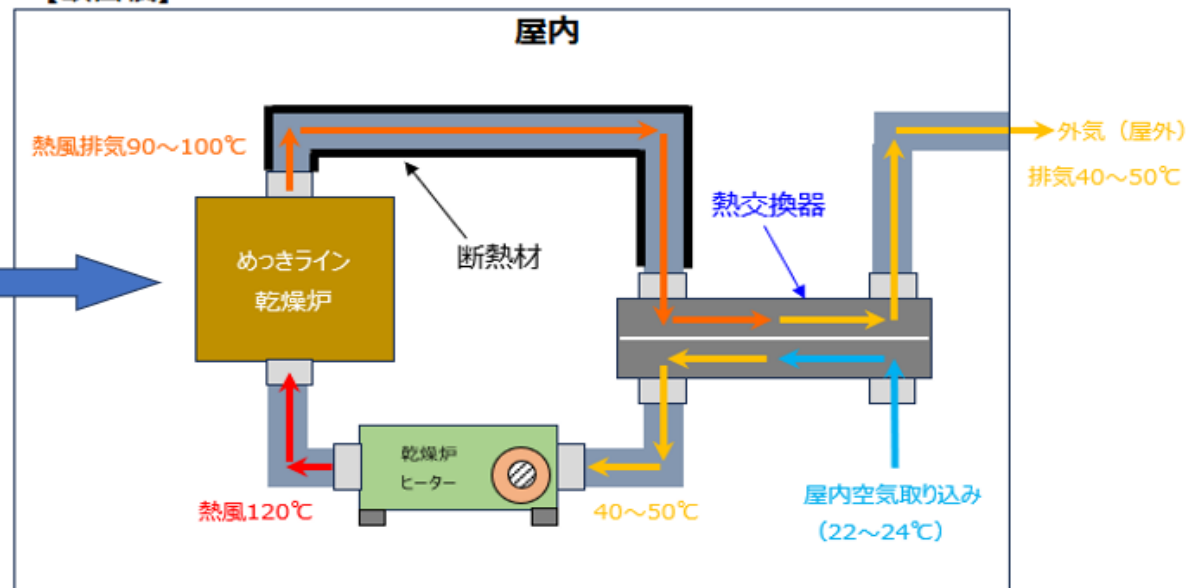 屋内
熱風排気90～100℃
外気（屋外）
排気40～50℃
熱交換器
断熱材
めっきライン
乾燥炉
乾燥炉
ヒーター
熱風120℃
40～50℃
屋内空気取り込み
（22～24℃）